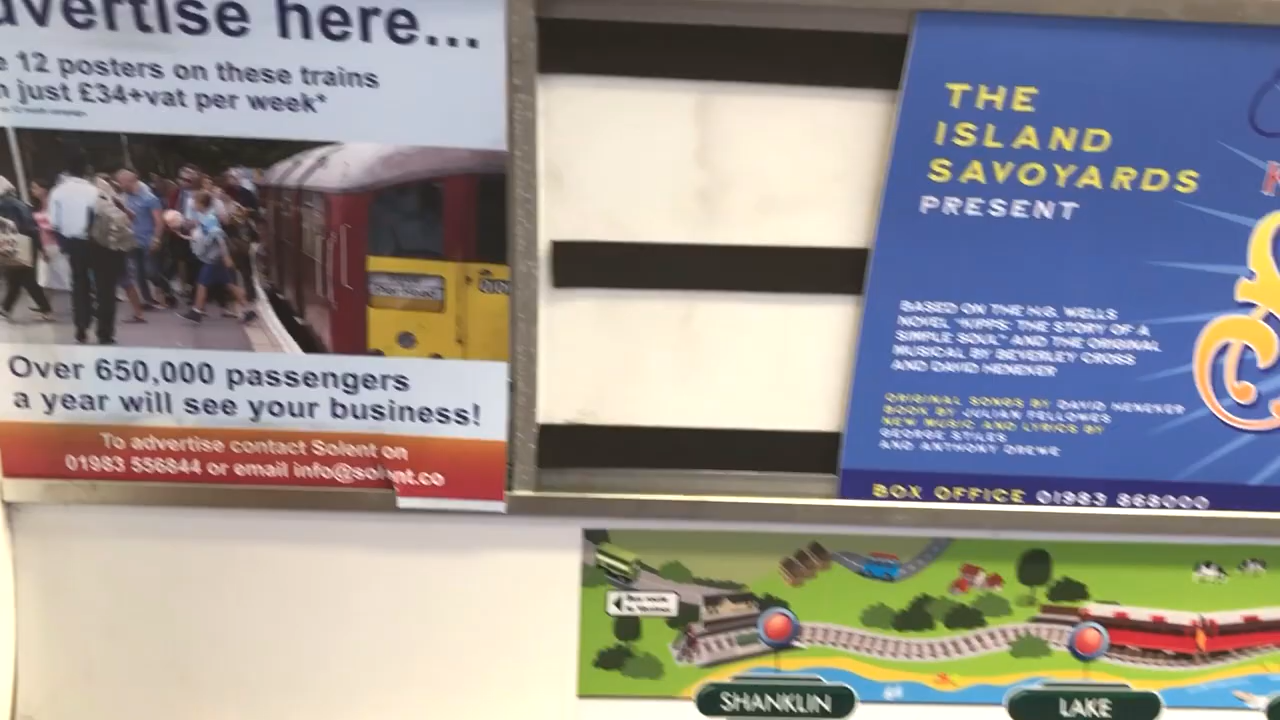 vertise here...
e 12 posters on these trains
n just £34+vat per week*
Over 650,000 passengers
a year will see your business!
To advertise contact Solent on
01983 556844 or email info@solent.co
THE
ISLAND
SAVOYARDS
PRESENT
BASED ON THE H.G. WELLS
NOVEL "KIPPS: THE STORY OF A
SIMPLE SOUL" AND THE ORIGINAL
MUSICAL BY BEVERLEY CROSS
AND DAVID HENEKER
ORIGINAL SONGS BY DAVID HENEKER
BOOK BY JULIAN FELLOWES
NEW MUSIC AND LYRICS BY
GEORGE STILES
AND ANTHONY DREWE
BOX OFFICE 01983 868000
SHANKLIN
LAKE